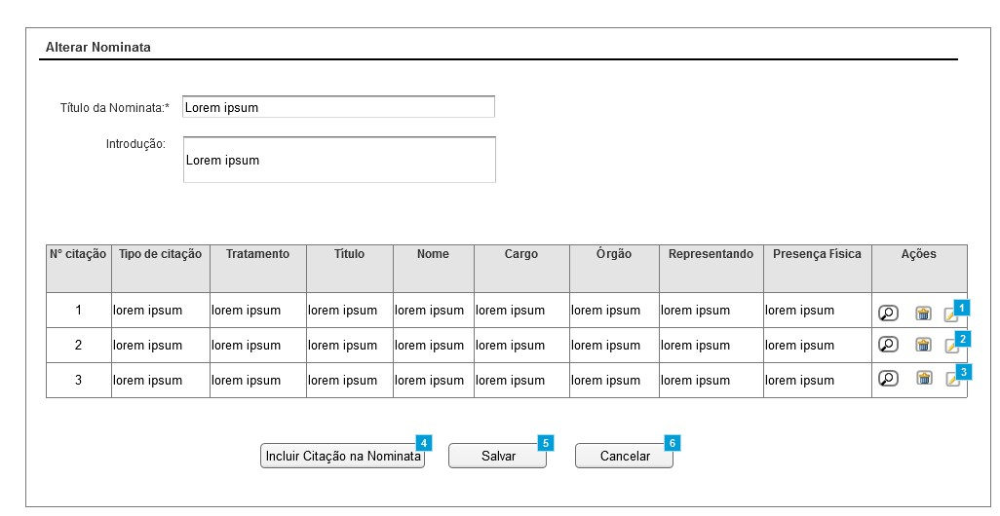 Alterar Nominata
Título da Nominata:* Lorem ipsum
Introdução:
Lorem ipsum
Nº citação Tipo de citação Tratamento Título Nome Cargo Órgão Representando Presença Física Ações
1 lorem ipsum lorem ipsum lorem ipsum lorem ipsum lorem ipsum lorem ipsum lorem ipsum lorem ipsum 1
2 lorem ipsum lorem ipsum lorem ipsum lorem ipsum lorem ipsum lorem ipsum lorem ipsum lorem ipsum 2
3 lorem ipsum lorem ipsum lorem ipsum lorem ipsum lorem ipsum lorem ipsum lorem ipsum lorem ipsum 3
Incluir Citação na Nominata 4 Salvar 5 Cancelar 6